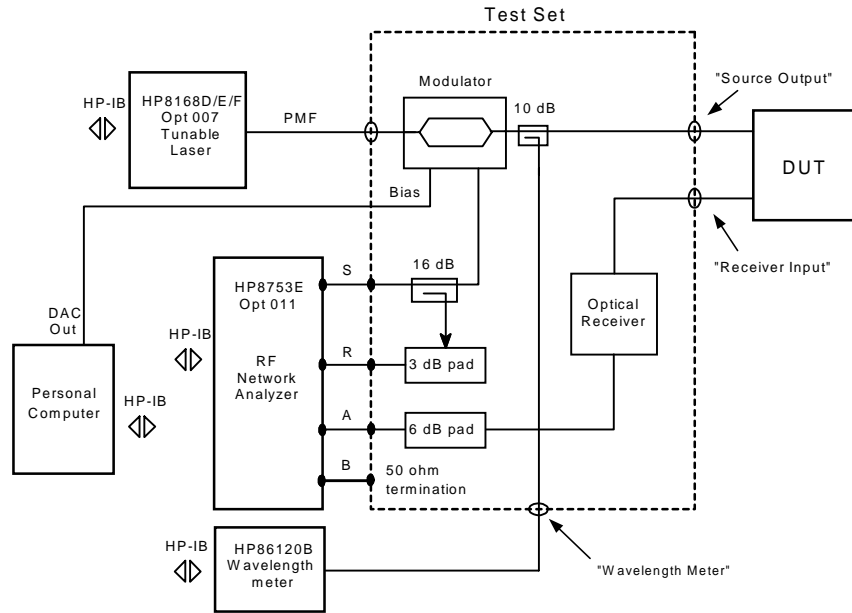 Test Set
Modulator
10 dB
"Source Output"
HP-IB
HP8168D/E/F
Opt 007
Tunable
Laser
PMF
DUT
Bias
"Receiver Input"
S
16 dB
HP8753E
Opt 011
Optical
Receiver
DAC
Out
HP-IB
R
3 dB pad
RF
Network
Analyzer
Personal
Computer
HP-IB
A
6 dB pad
B
50 ohm
termination
HP-IB
HP86120B
Wavelength
meter
"Wavelength Meter"